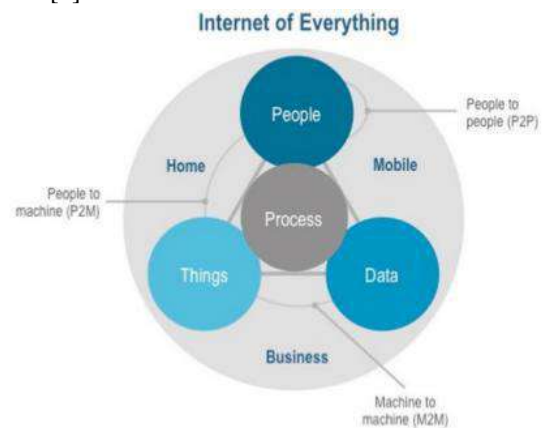 Internet of Everything
People
People to
people (P2P)
Home
Mobile
People to
machine (P2M)
Process
Things
Data
Business
Machine to
machine (M2M)